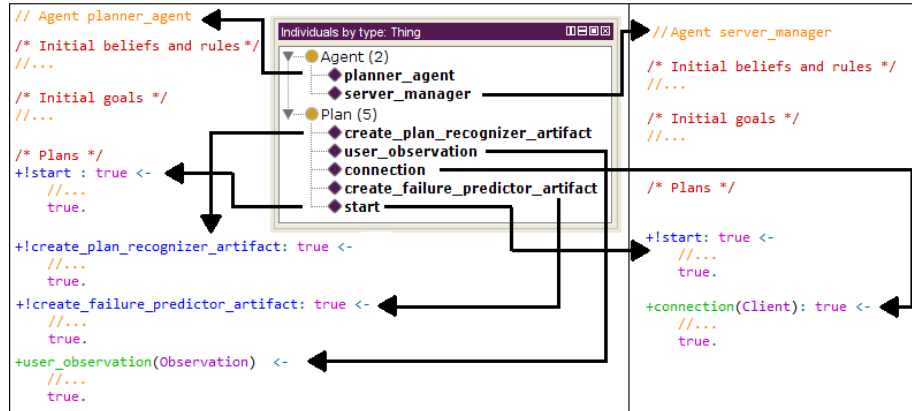 // Agent planner_agent
/* Initial beliefs and rules */
//...
/* Initial goals */
//...
/* Plans */
+!start : true <-
//...
true.
+!create_plan_recognizer_artifact: true <-
//...
true.
+!create_failure_predictor_artifact: true <-
//...
true.
+user_observation(Observation) <-
//...
true.
Individuals by type: Thing
Agent (2)
planner_agent
server_manager
Plan (5)
create_plan_recognizer_artifact
user_observation
connection
create_failure_predictor_artifact
start
//Agent server_manager
/* Initial beliefs and rules */
//...
/* Initial goals */
//...
/* Plans */
+!start: true <-
//...
true.
+connection(Client): true <-
//...
true.